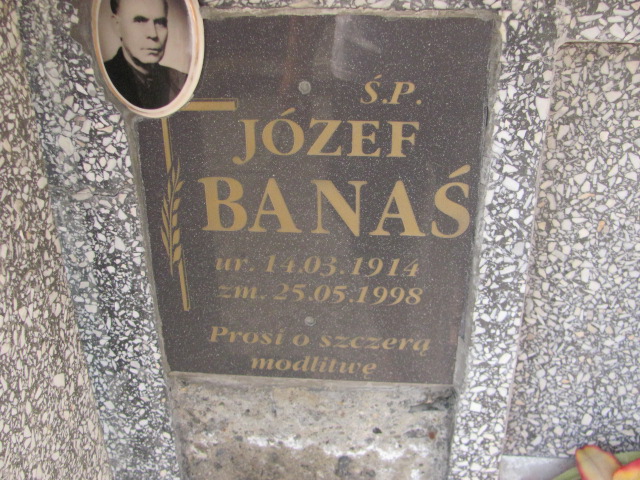 Ś.P.
JÓZEF
BANAŚ
ur. 14.03.1914
zm. 25.05.1998
Prosi o szczerą
modlitwę